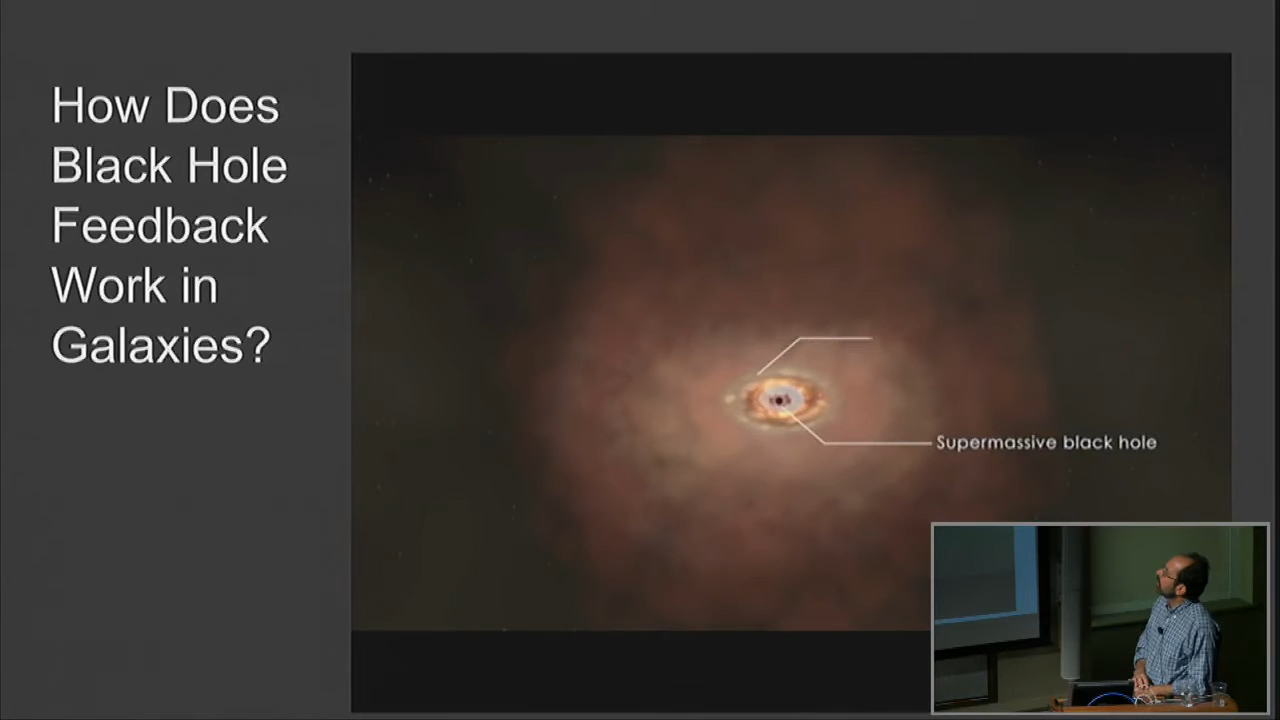 How Does
Black Hole
Feedback
Work in
Galaxies?
Supermassive black hole